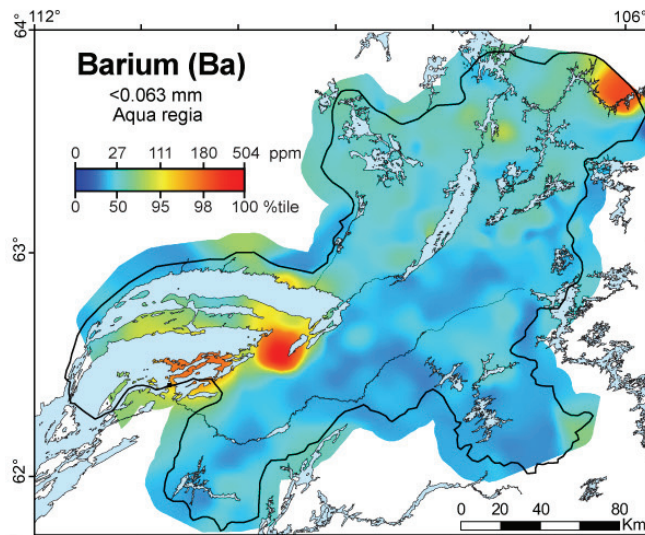 112°
106°
64°
Barium (Ba)
<0.063 mm
Aqua regia
0 27 111 180 504 ppm
0 50 95 98 100 %tile
63°
62°
0 20 40 60 80
Km